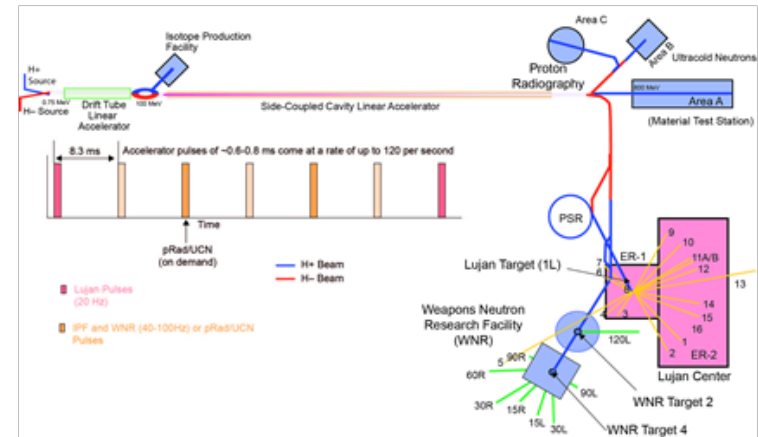 Area C
Isotope Production
Facility
Area B
Ultracold Neutrons
H+
Source
Proton
Radiography
0.75 MeV
H– Source
Drift Tube
Linear
Accelerator
100 MeV
Side-Coupled Cavity Linear Accelerator
800 MeV
Area A
(Material Test Station)
8.3 ms
Accelerator pulses of ~0.6-0.8 ms come at a rate of up to 120 per second
Time
pRad/UCN
(on demand)
H+ Beam
H– Beam
Lujan Pulses
(20 Hz)
IPF and WNR (40-100Hz) or pRad/UCN
Pulses
PSR
Lujan Target (1L)
ER-1
9
10
11A/B
12
13
14
15
16
1
2
ER-2
7
6
8
4
3
Lujan Center
Weapons Neutron
Research Facility
(WNR)
120L
5
90R
60R
30R
15R
15L
30L
90L
WNR Target 2
WNR Target 4